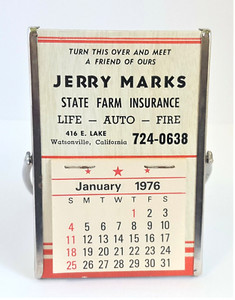 TURN THIS OVER AND MEET
A FRIEND OF OURS
JERRY MARKS
STATE FARM INSURANCE
LIFE — AUTO — FIRE
416 E. LAKE
Watsonville, California 724-0638
January 1976
S M T W T F S
1 2 3
4 5 6 7 8 9 10
11 12 13 14 15 16 17
18 19 20 21 22 23 24
25 26 27 28 29 30 31